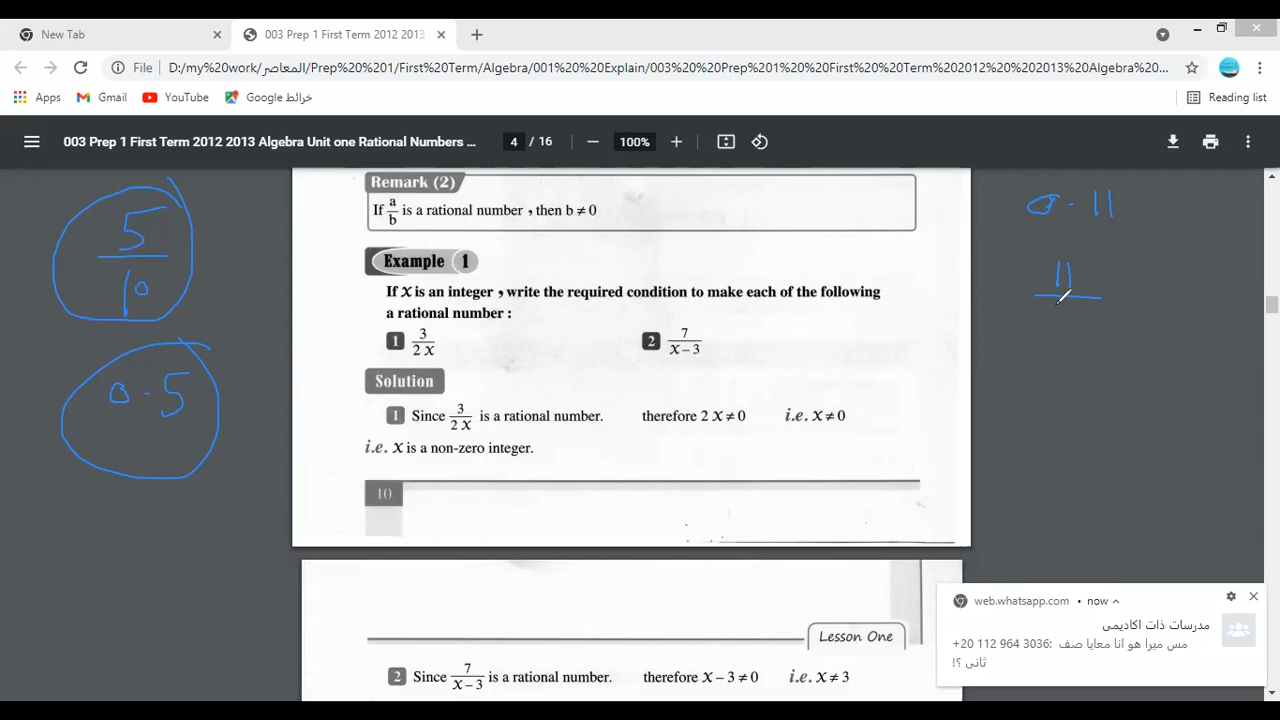 New Tab
003 Prep 1 First Term 2012 2013
File
D:/my%20work/المعاصر/Prep%20%201/First%20Term/Algebra/001%20%20Explain/003%20%20Prep%201%20%20First%20%20Term%202012%20%202013%20Algebra%20%...
Apps
Gmail
YouTube
خرائط Google
Reading list
003 Prep 1 First Term 2012 2013 Algebra Unit one Rational Numbers ...
4 / 16
100%
Remark (2)
If a/b is a rational number , then b ≠ 0
Example 1
If X is an integer , write the required condition to make each of the following
a rational number :
1 3/2 X
2 7/X – 3
Solution
1 Since 3/2 X is a rational number. therefore 2 X ≠ 0 i.e. X ≠ 0
i.e. X is a non-zero integer.
10
Lesson One
2 Since 7/X – 3 is a rational number. therefore X – 3 ≠ 0 i.e. X ≠ 3
5/10
0.5
0.11
11
web.whatsapp.com • now
مدرسات ذات اكاديمى
+20 112 964 3036: مس ميرا هو انا معايا صف
ثانى ؟!